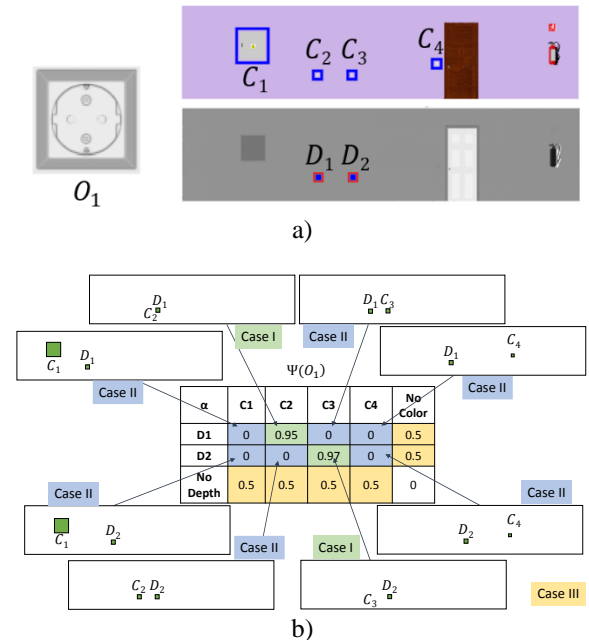 C₁ C₂ C₃ C₄
O₁ D₁ D₂
a)
D₁
C₂
D₁ C₃
Case I Case II
C₁ D₁ D₁ C₄
Case II Ψ(O₁) Case II
α C1 C2 C3 C4 No Color
D1 0 0.95 0 0 0.5
D2 0 0 0.97 0 0.5
No Depth 0.5 0.5 0.5 0.5 0
Case II Case II
C₁ D₂ Case II Case I D₂ C₄
C₂ D₂ C₃ D₂ Case III
b)